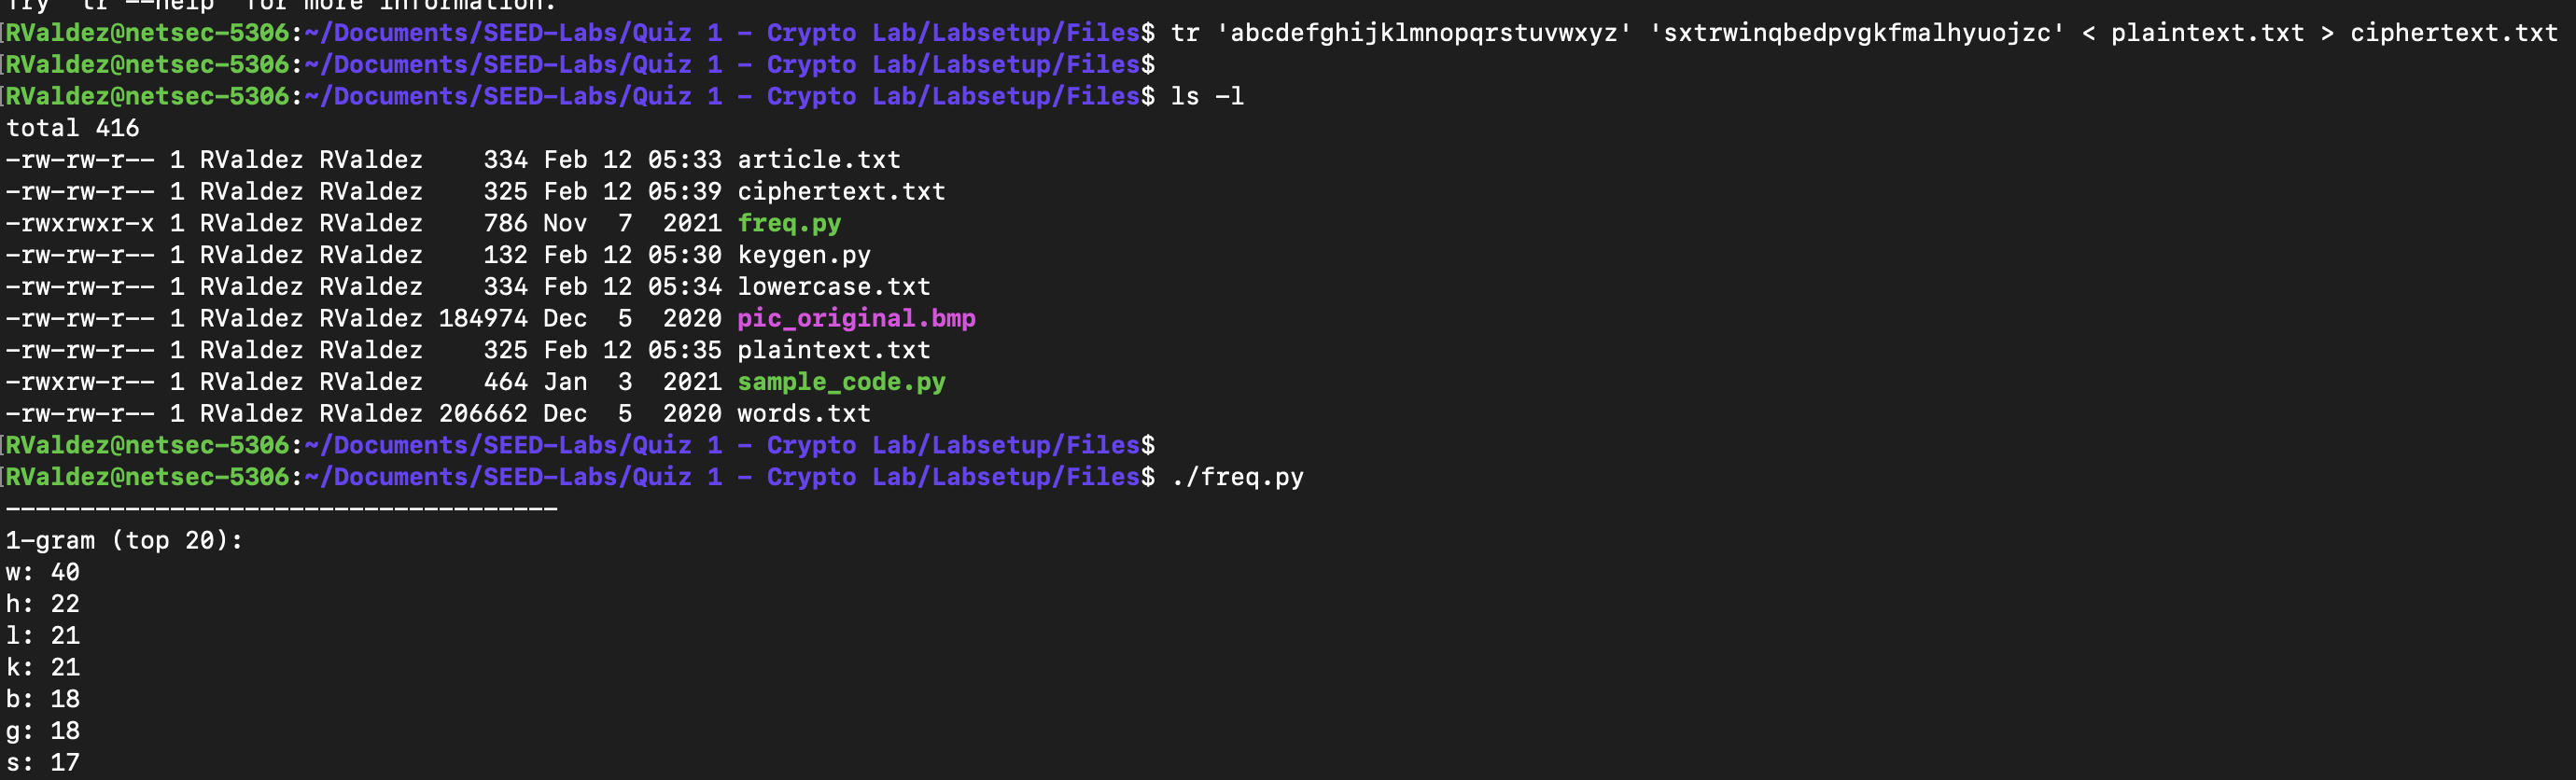 Try 'tr --help' for more information.
[RValdez@netsec-5306:~/Documents/SEED-Labs/Quiz 1 - Crypto Lab/Labsetup/Files$ tr 'abcdefghijklmnopqrstuvwxyz' 'sxtrwinqbedpvgkfmalhyuojzc' < plaintext.txt > ciphertext.txt
[RValdez@netsec-5306:~/Documents/SEED-Labs/Quiz 1 - Crypto Lab/Labsetup/Files$
[RValdez@netsec-5306:~/Documents/SEED-Labs/Quiz 1 - Crypto Lab/Labsetup/Files$ ls -l
total 416
-rw-rw-r-- 1 RValdez RValdez    334 Feb 12 05:33 article.txt
-rw-rw-r-- 1 RValdez RValdez    325 Feb 12 05:39 ciphertext.txt
-rwxrwxr-x 1 RValdez RValdez    786 Nov  7  2021 freq.py
-rw-rw-r-- 1 RValdez RValdez    132 Feb 12 05:30 keygen.py
-rw-rw-r-- 1 RValdez RValdez    334 Feb 12 05:34 lowercase.txt
-rw-rw-r-- 1 RValdez RValdez 184974 Dec  5  2020 pic_original.bmp
-rw-rw-r-- 1 RValdez RValdez    325 Feb 12 05:35 plaintext.txt
-rwxrw-r-- 1 RValdez RValdez    464 Jan  3  2021 sample_code.py
-rw-rw-r-- 1 RValdez RValdez 206662 Dec  5  2020 words.txt
[RValdez@netsec-5306:~/Documents/SEED-Labs/Quiz 1 - Crypto Lab/Labsetup/Files$
[RValdez@netsec-5306:~/Documents/SEED-Labs/Quiz 1 - Crypto Lab/Labsetup/Files$ ./freq.py
-------------------------------------
1-gram (top 20):
w: 40
h: 22
l: 21
k: 21
b: 18
g: 18
s: 17